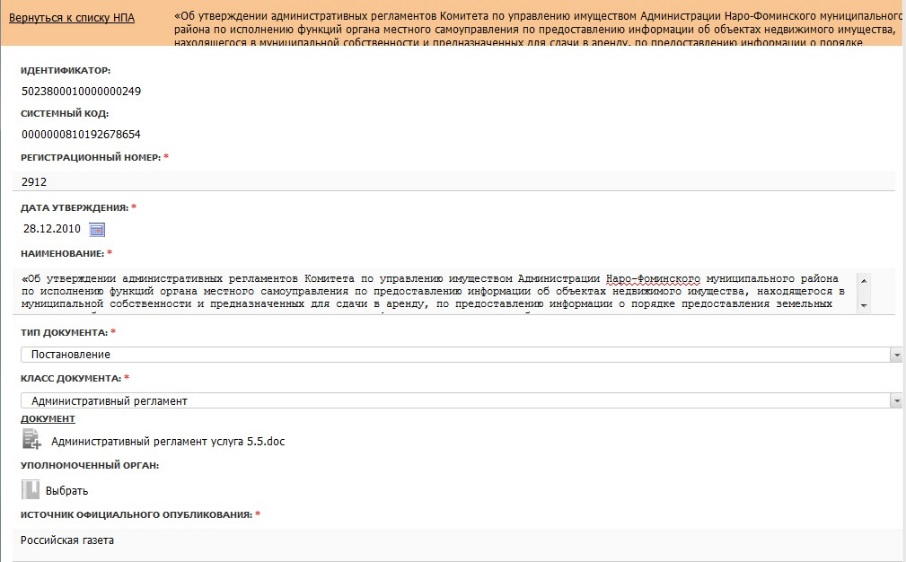 Вернуться к списку НПА
«Об утверждении административных регламентов Комитета по управлению имуществом Администрации Наро-Фоминского муниципального
района по исполнению функций органа местного самоуправления по предоставлению информации об объектах недвижимого имущества,
находящегося в муниципальной собственности и предназначенных для сдачи в аренду, по предоставлению информации о порядке
ИДЕНТИФИКАТОР:
5023800010000000249
СИСТЕМНЫЙ КОД:
0000000810192678654
РЕГИСТРАЦИОННЫЙ НОМЕР: *
2912
ДАТА УТВЕРЖДЕНИЯ: *
28.12.2010
НАИМЕНОВАНИЕ: *
«Об утверждении административных регламентов Комитета по управлению имуществом Администрации Наро-Фоминского муниципального района
по исполнению функций органа местного самоуправления по предоставлению информации об объектах недвижимого имущества, находящегося в
муниципальной собственности и предназначенных для сдачи в аренду, по предоставлению информации о порядке предоставления земельных
ТИП ДОКУМЕНТА: *
Постановление
КЛАСС ДОКУМЕНТА: *
Административный регламент
ДОКУМЕНТ
Административный регламент услуга 5.5.doc
УПОЛНОМОЧЕННЫЙ ОРГАН:
Выбрать
ИСТОЧНИК ОФИЦИАЛЬНОГО ОПУБЛИКОВАНИЯ: *
Российская газета